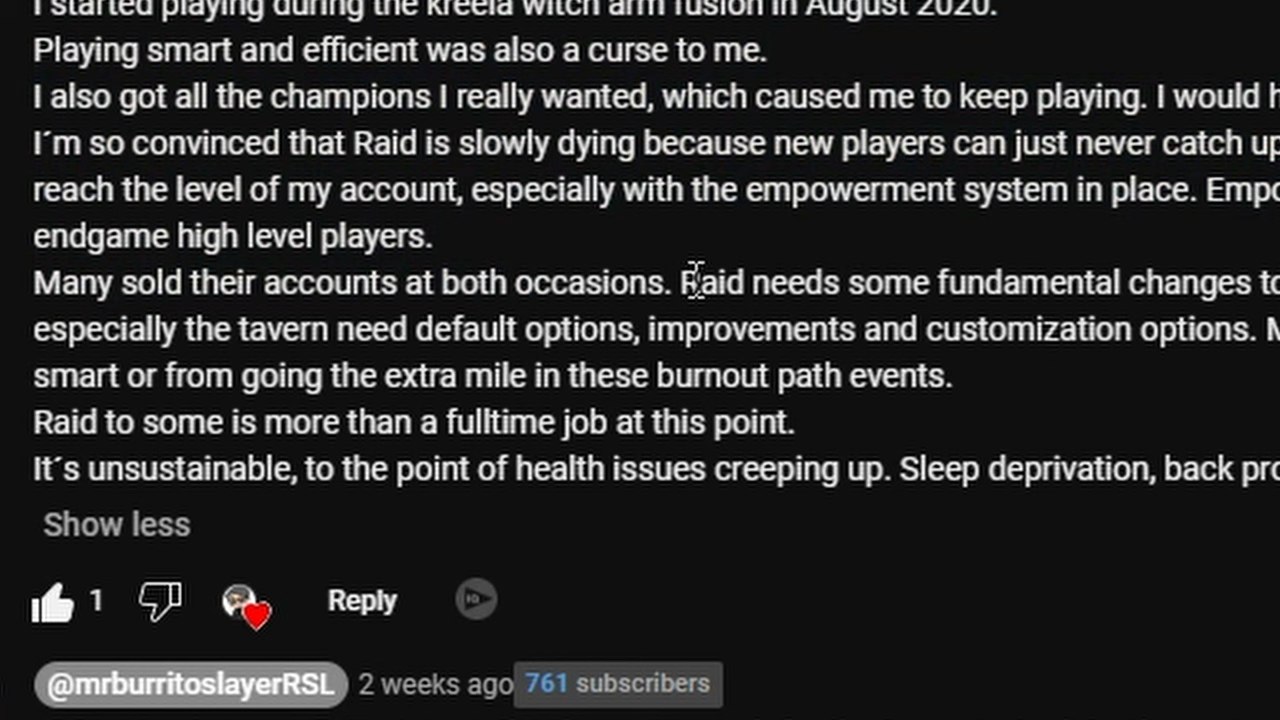 I started playing during the kreela witch arm fusion in August 2020.
Playing smart and efficient was also a curse to me.
I also got all the champions I really wanted, which caused me to keep playing. I would
I´m so convinced that Raid is slowly dying because new players can just never catch up
reach the level of my account, especially with the empowerment system in place.
endgame high level players.
Many sold their accounts at both occasions. Raid needs some fundamental changes to
especially the tavern need default options, improvements and customization options.
smart or from going the extra mile in these burnout path events.
Raid to some is more than a fulltime job at this point.
It´s unsustainable, to the point of health issues creeping up. Sleep deprivation, back
Show less
1 Reply
@mrburritoslayerRSL 2 weeks ago 761 subscribers